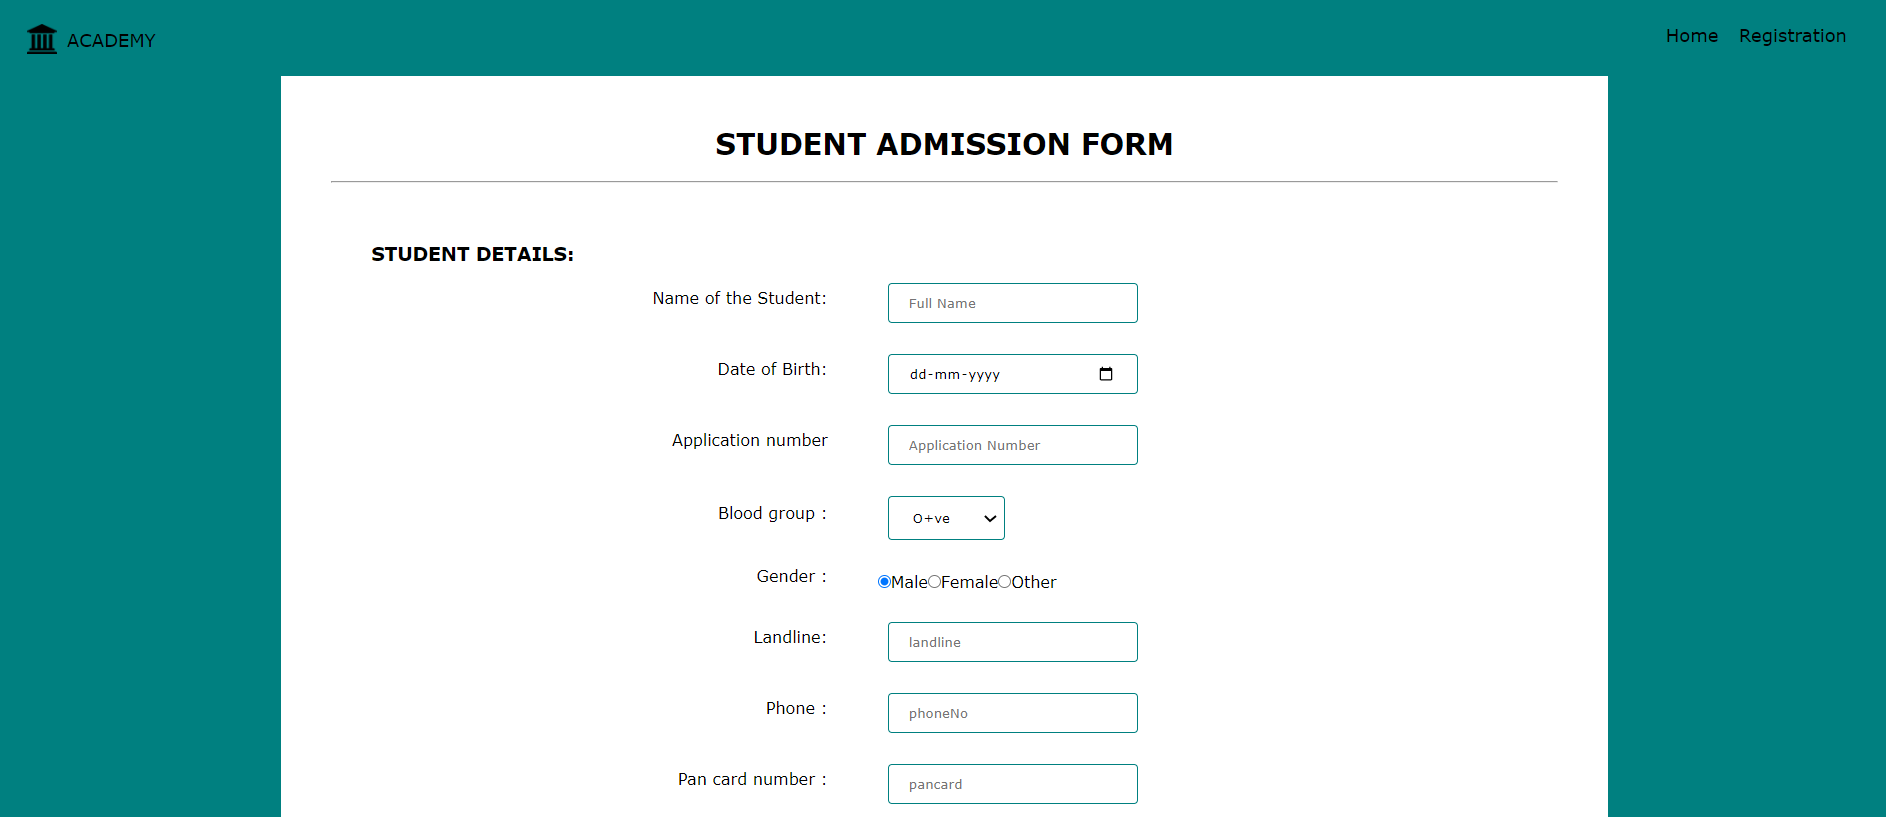 ACADEMY
Home Registration
STUDENT ADMISSION FORM
STUDENT DETAILS:
Name of the Student: Full Name
Date of Birth: dd-mm-yyyy
Application number Application Number
Blood group : O+ve
Gender : Male Female Other
Landline: landline
Phone : phoneNo
Pan card number : pancard